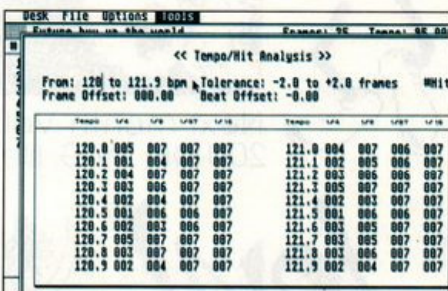 Desk File Options Tools
Future buy up the world Frames: 25 Tempo: 95.00
<< Tempo/Hit Analysis >>
From: 120 to 121.9 bpm Tolerance: -2.0 to +2.0 frames #Hit
Frame Offset: 000.00 Beat Offset: -0.00
Tempo 1/4 1/8 1/8T 1/16 Tempo 1/4 1/8 1/8T 1/16
120.0 005 007 007 007 121.0 004 007 006 007
120.1 001 004 007 007 121.1 002 005 006 007
120.2 004 007 007 007 121.2 003 006 006 007
120.3 003 006 007 007 121.3 005 007 007 007
120.4 002 004 007 007 121.4 002 003 007 007
120.5 001 006 006 007 121.5 001 006 007 007
120.6 002 003 006 007 121.6 003 005 007 007
120.7 005 007 007 007 121.7 003 005 007 007
120.8 003 007 007 007 121.8 003 006 007 007
120.9 002 004 007 007 121.9 002 004 007 007